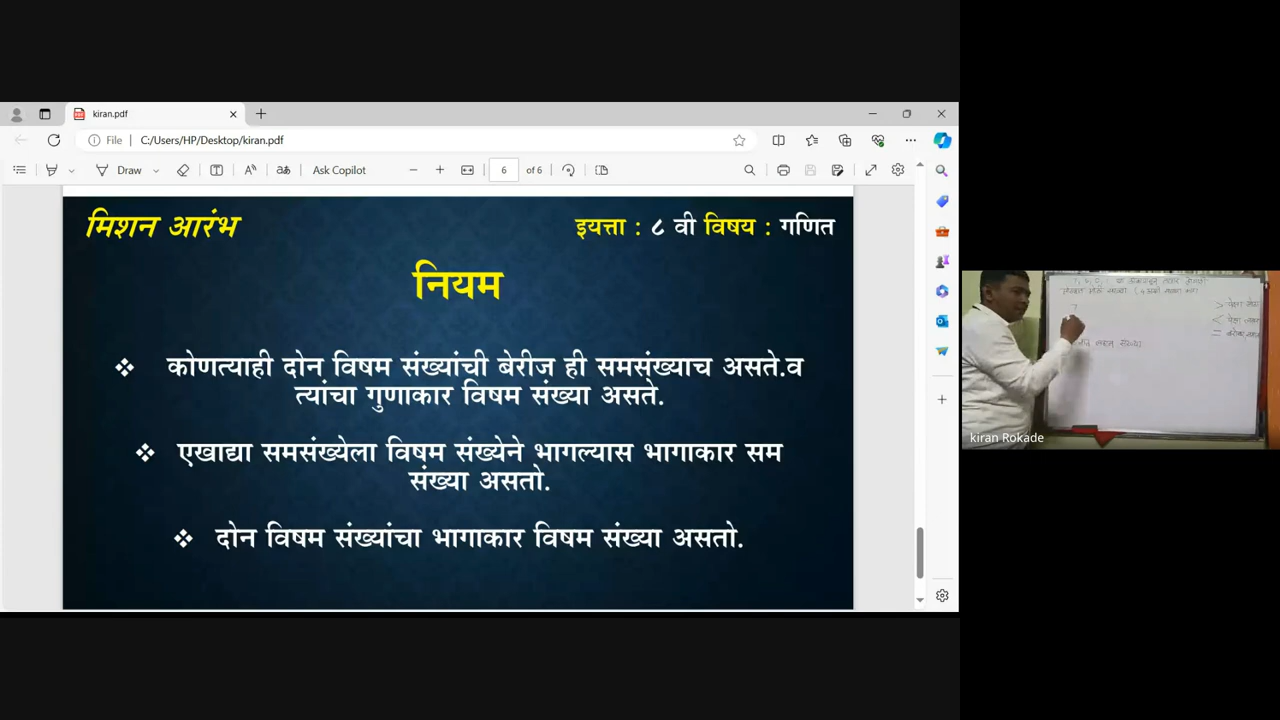 kiran.pdf
File
C:/Users/HP/Desktop/kiran.pdf
Draw
Ask Copilot
6
of 6
मिशन आरंभ
इयत्ता : ८ वी विषय : गणित
नियम
❖ कोणत्याही दोन विषम संख्यांची बेरीज ही समसंख्याच असते.व
त्यांचा गुणाकार विषम संख्या असते.
❖ एखाद्या समसंख्येला विषम संख्येने भागल्यास भागाकार सम
संख्या असतो.
❖ दोन विषम संख्यांचा भागाकार विषम संख्या असतो.
संख्या
kiran Rokade